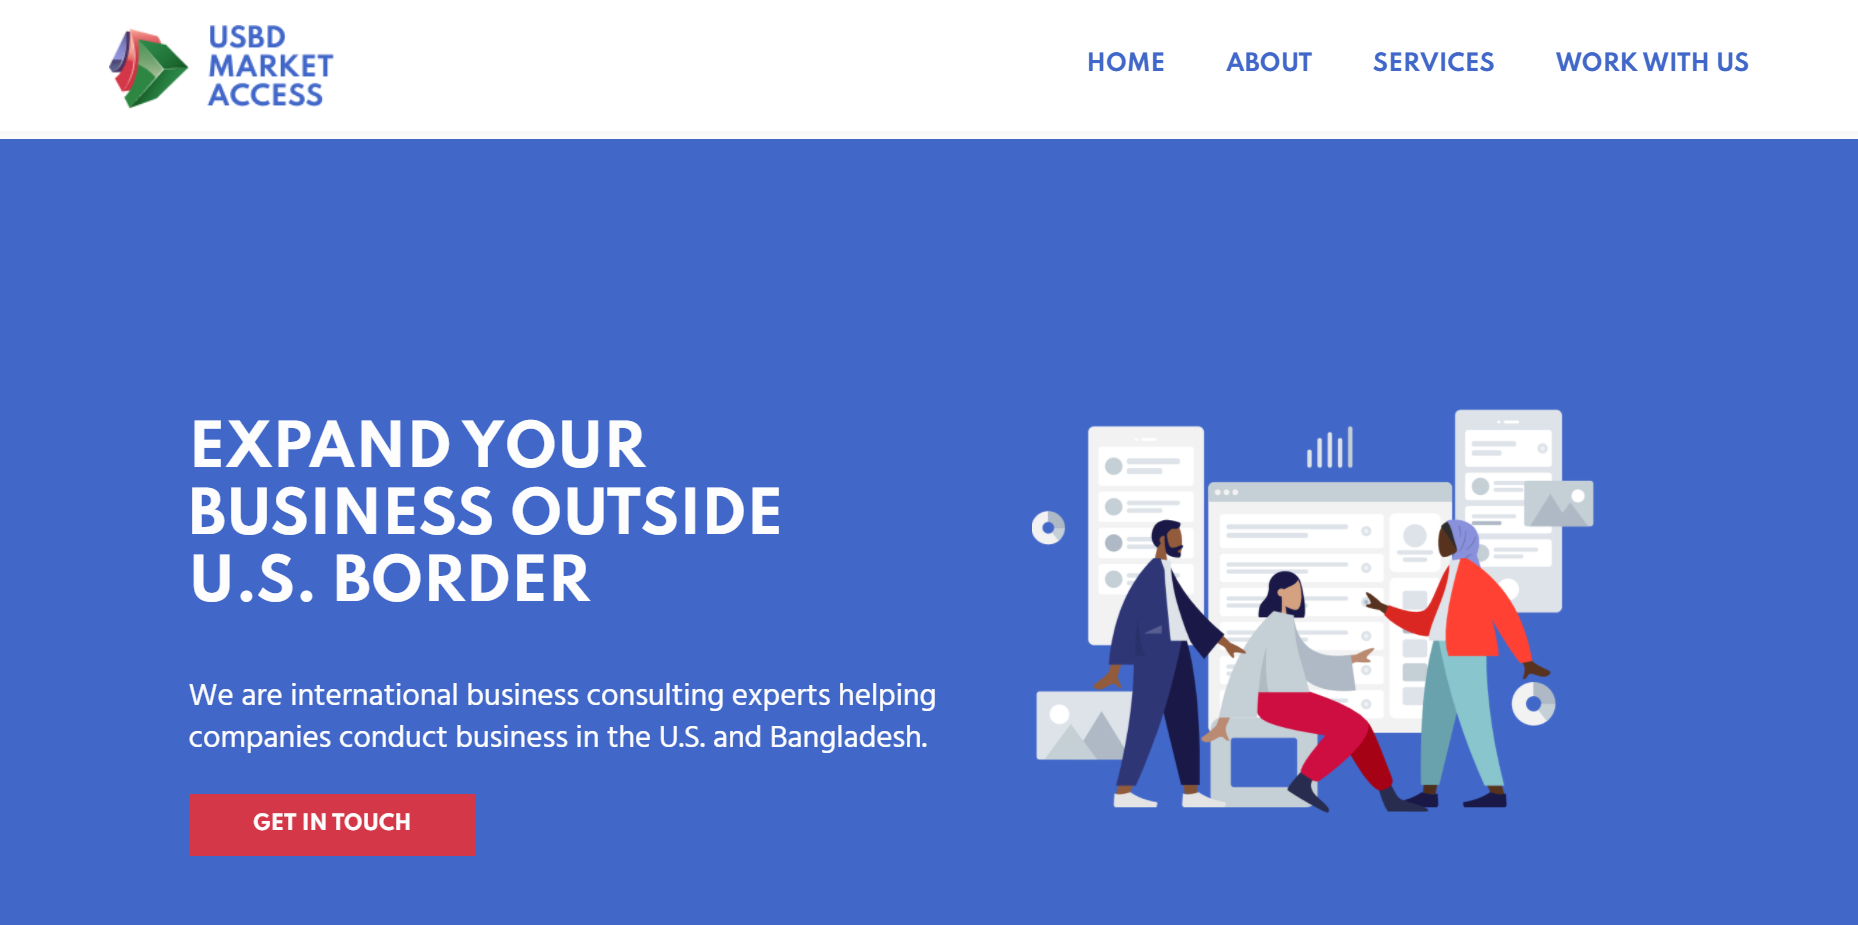 USBD
MARKET
ACCESS
HOME ABOUT SERVICES WORK WITH US
EXPAND YOUR
BUSINESS OUTSIDE
U.S. BORDER
We are international business consulting experts helping
companies conduct business in the U.S. and Bangladesh.
GET IN TOUCH